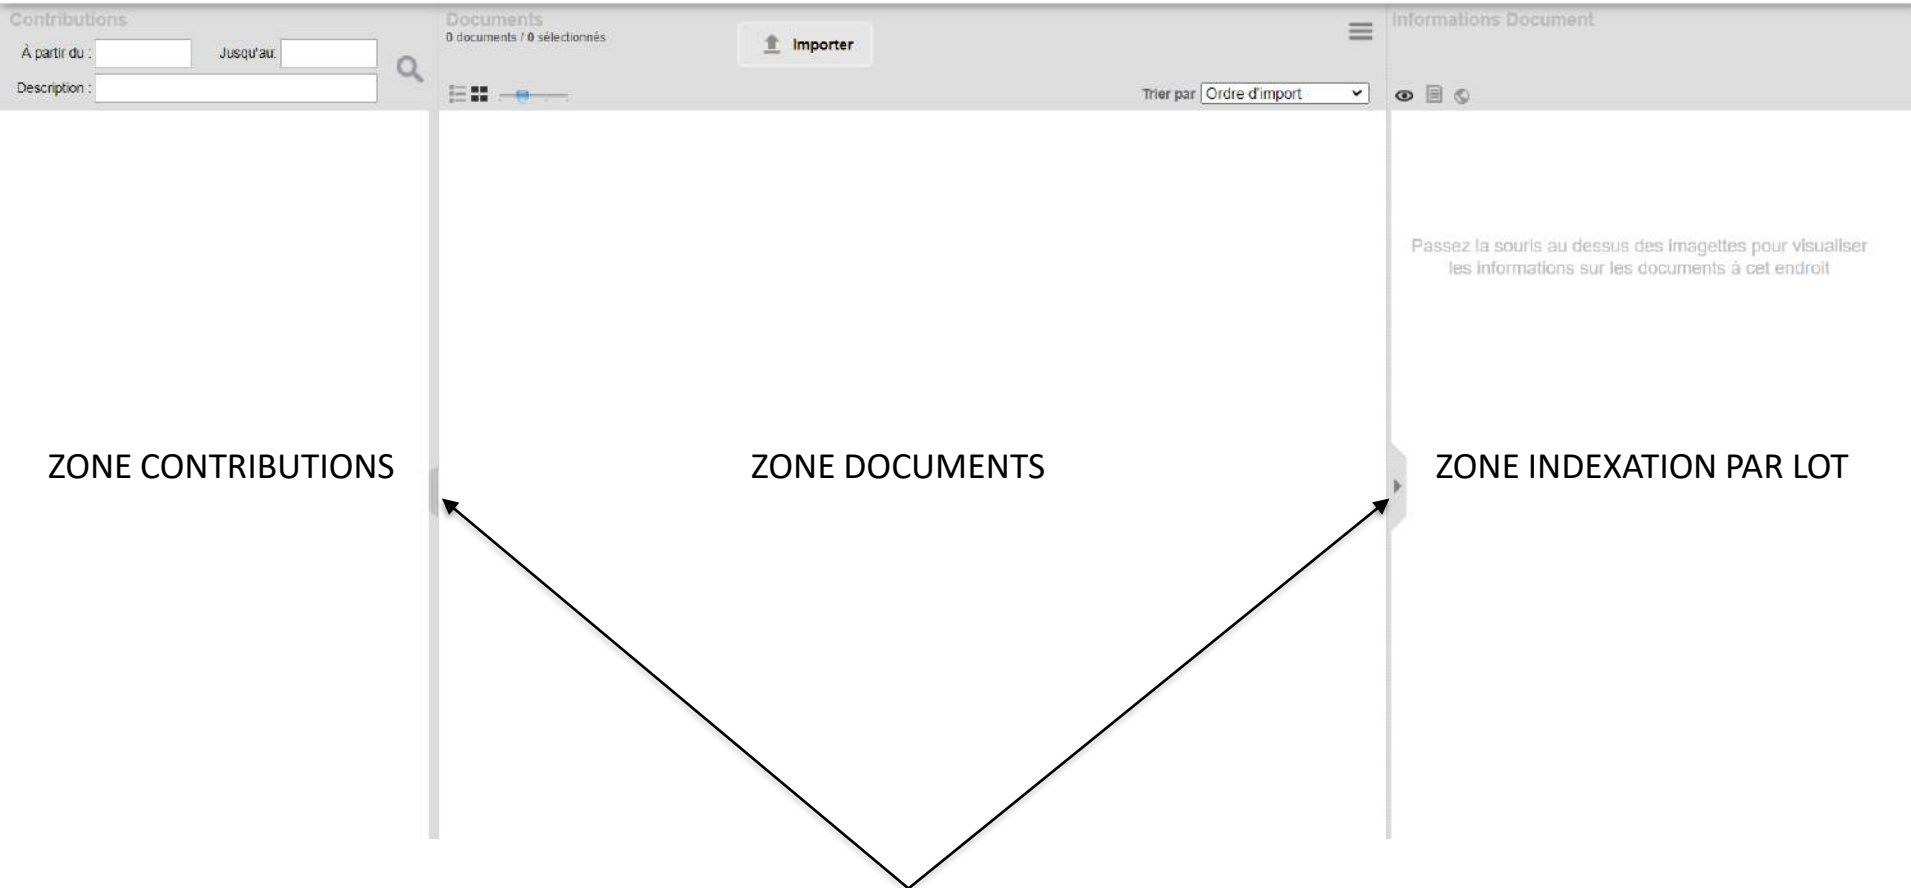 Contributions
À partir du :
Jusqu'au:
Description :
Documents
0 documents / 0 sélectionnés
Importer
Trier par Ordre d'import
Informations Document
Passez la souris au dessus des imagettes pour visualiser
les informations sur les documents à cet endroit
ZONE CONTRIBUTIONS
ZONE DOCUMENTS
ZONE INDEXATION PAR LOT